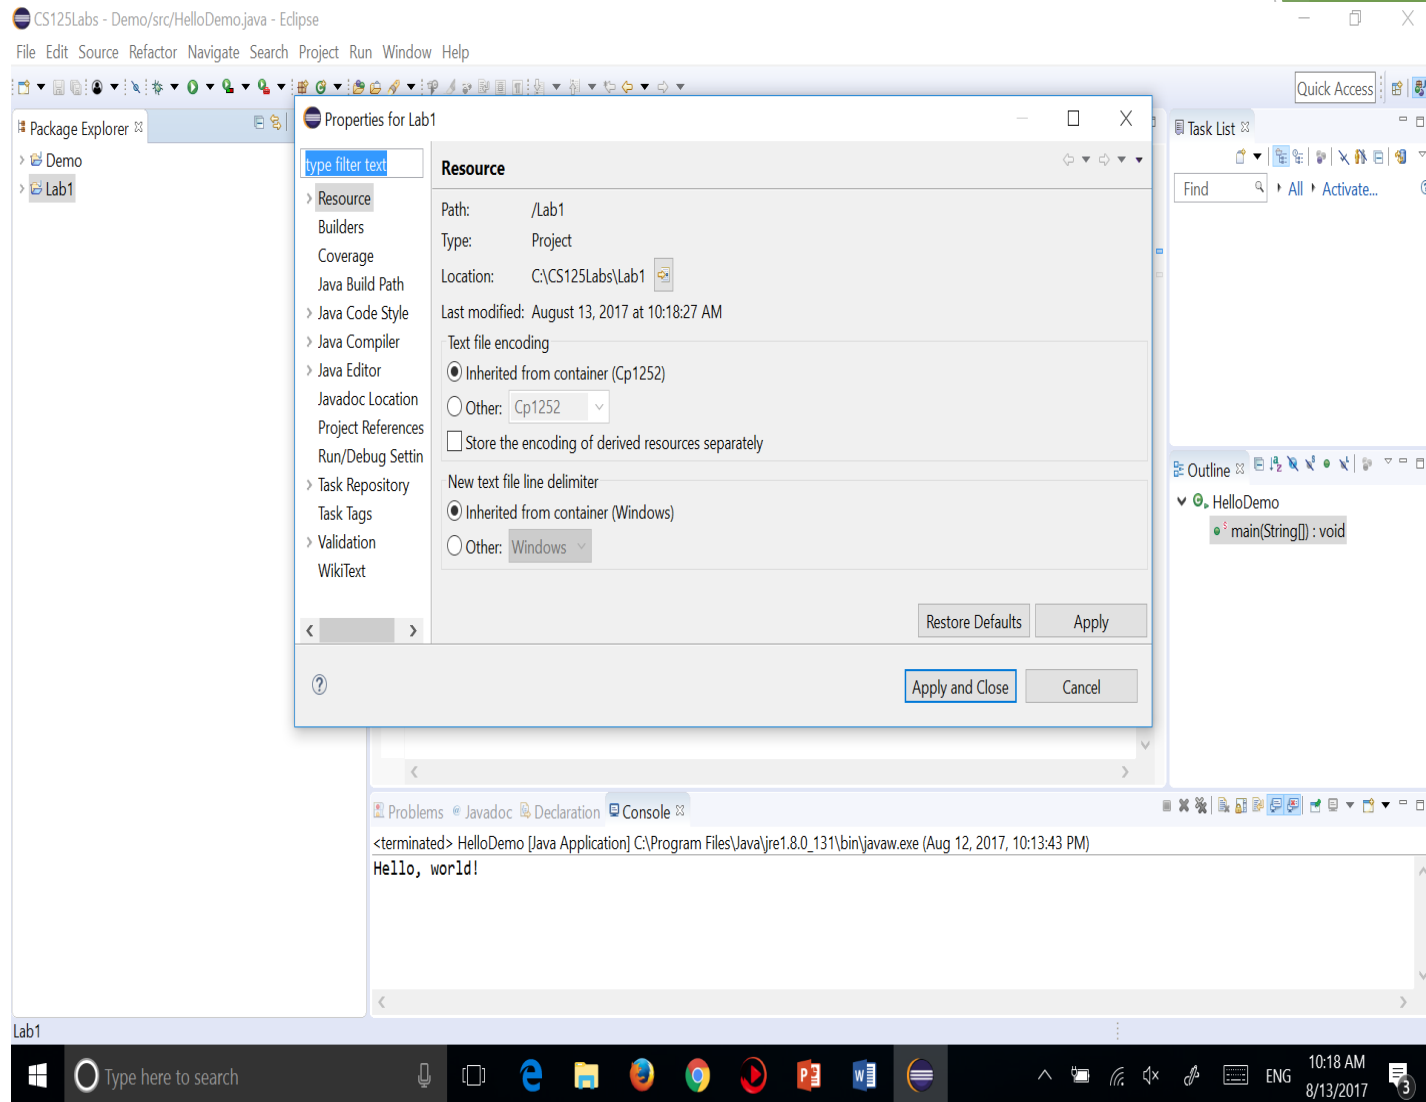 CS125Labs - Demo/src/HelloDemo.java - Eclipse
File Edit Source Refactor Navigate Search Project Run Window Help
Quick Access
Package Explorer
Demo
Lab1
Properties for Lab1
type filter text
Resource
Builders
Coverage
Java Build Path
Java Code Style
Java Compiler
Java Editor
Javadoc Location
Project References
Run/Debug Settin
Task Repository
Task Tags
Validation
WikiText
Resource
Path: /Lab1
Type: Project
Location: C:\CS125Labs\Lab1
Last modified: August 13, 2017 at 10:18:27 AM
Text file encoding
Inherited from container (Cp1252)
Other: Cp1252
Store the encoding of derived resources separately
New text file line delimiter
Inherited from container (Windows)
Other: Windows
Restore Defaults Apply
Apply and Close Cancel
Task List
Find All Activate...
Outline
HelloDemo
main(String[]) : void
Problems Javadoc Declaration Console
<terminated> HelloDemo [Java Application] C:\Program Files\Java\jre1.8.0_131\bin\javaw.exe (Aug 12, 2017, 10:13:43 PM)
Hello, world!
Lab1
Type here to search
ENG
10:18 AM
8/13/2017
3